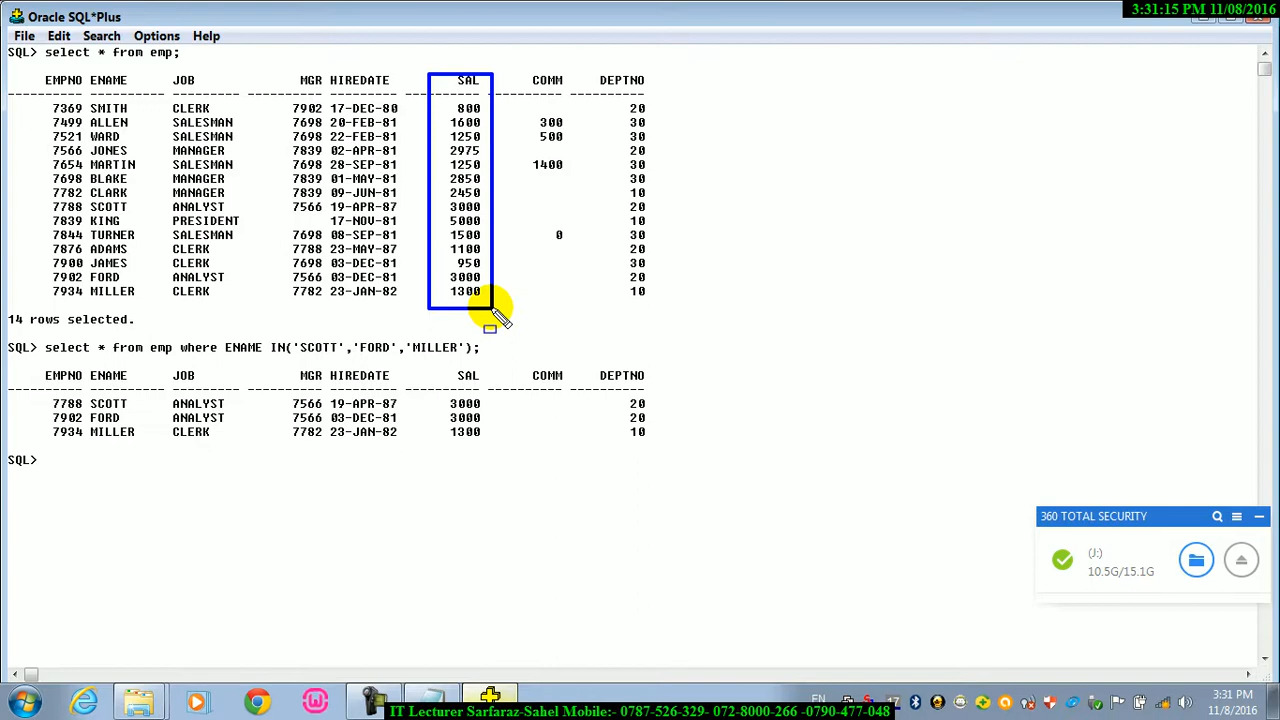 Oracle SQL*Plus
3:31:15 PM 11/08/2016
File Edit Search Options Help
SQL> select * from emp;
EMPNO ENAME JOB MGR HIREDATE SAL COMM DEPTNO
---------- ---------- --------- ---------- --------- ---------- ---------- ----------
7369 SMITH CLERK 7902 17-DEC-80 800 20
7499 ALLEN SALESMAN 7698 20-FEB-81 1600 300 30
7521 WARD SALESMAN 7698 22-FEB-81 1250 500 30
7566 JONES MANAGER 7839 02-APR-81 2975 20
7654 MARTIN SALESMAN 7698 28-SEP-81 1250 1400 30
7698 BLAKE MANAGER 7839 01-MAY-81 2850 30
7782 CLARK MANAGER 7839 09-JUN-81 2450 10
7788 SCOTT ANALYST 7566 19-APR-87 3000 20
7839 KING PRESIDENT 17-NOV-81 5000 10
7844 TURNER SALESMAN 7698 08-SEP-81 1500 0 30
7876 ADAMS CLERK 7788 23-MAY-87 1100 20
7900 JAMES CLERK 7698 03-DEC-81 950 30
7902 FORD ANALYST 7566 03-DEC-81 3000 20
7934 MILLER CLERK 7782 23-JAN-82 1300 10
14 rows selected.
SQL> select * from emp where ENAME IN('SCOTT','FORD','MILLER');
EMPNO ENAME JOB MGR HIREDATE SAL COMM DEPTNO
---------- ---------- --------- ---------- --------- ---------- ---------- ----------
7788 SCOTT ANALYST 7566 19-APR-87 3000 20
7902 FORD ANALYST 7566 03-DEC-81 3000 20
7934 MILLER CLERK 7782 23-JAN-82 1300 10
SQL>
360 TOTAL SECURITY
(J:)
10.5G/15.1G
EN
3:31 PM
11/8/2016
IT Lecturer Sarfaraz-Sahel Mobile:- 0787-526-329- 072-8000-266 -0790-477-048